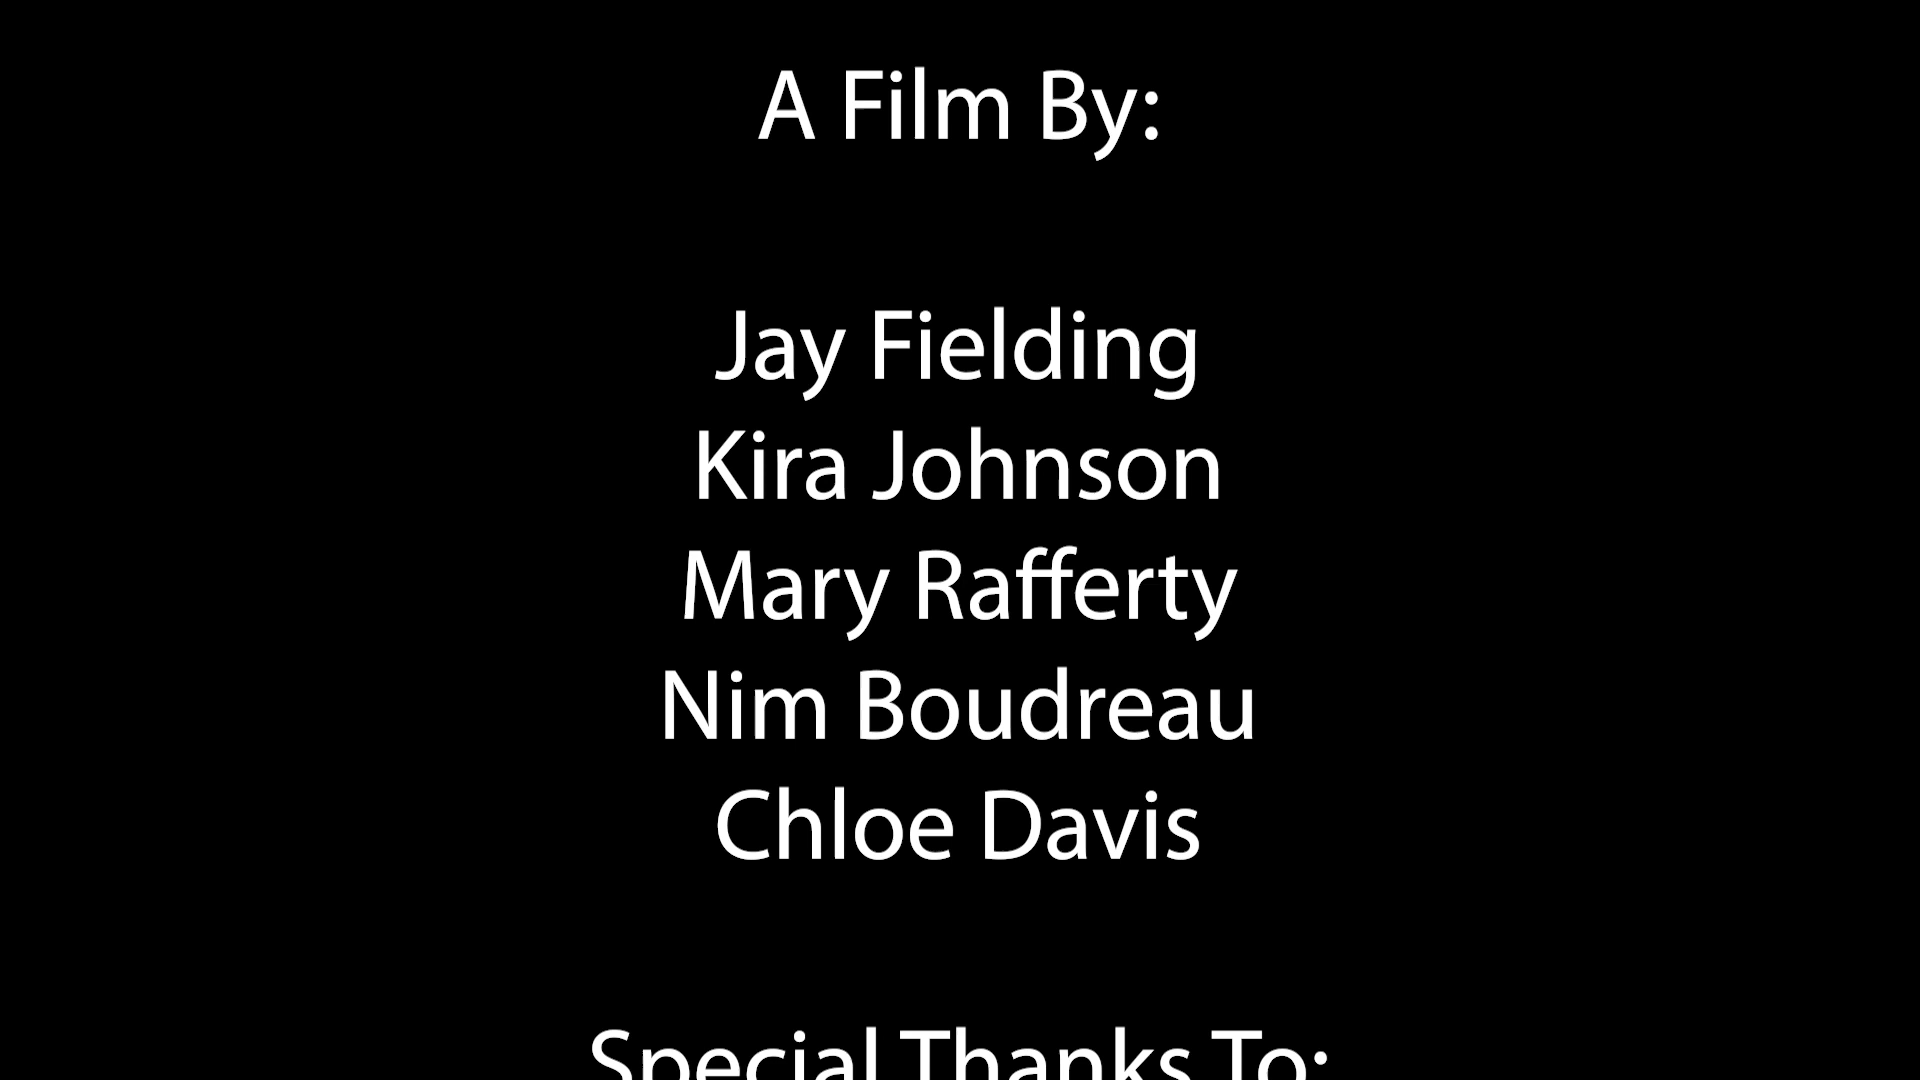 A Film By:
Jay Fielding
Kira Johnson
Mary Rafferty
Nim Boudreau
Chloe Davis
Special Thanks To: